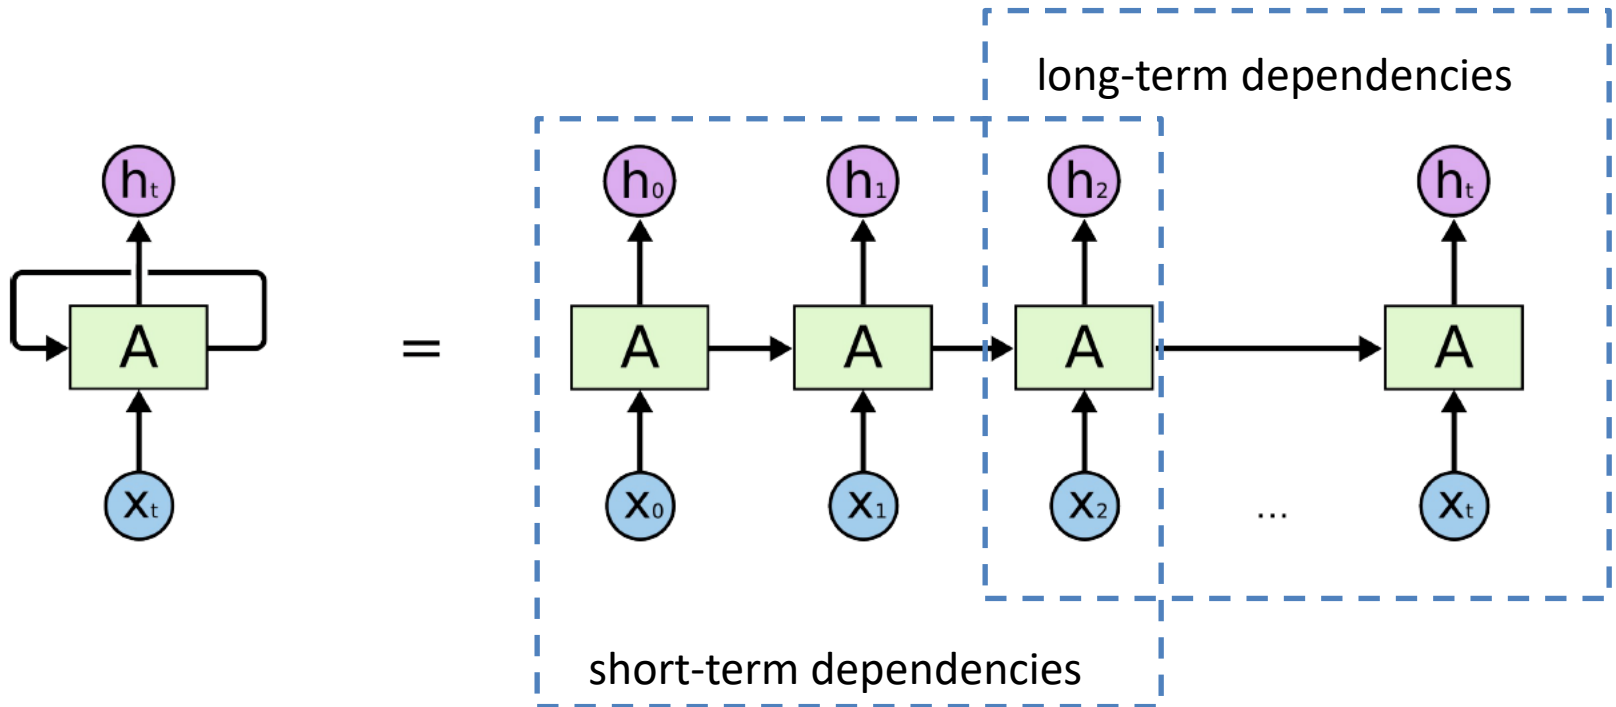 long-term dependencies
hₜ h₀ h₁ h₂ hₜ
A = A A A A
xₜ x₀ x₁ x₂ ... xₜ
short-term dependencies